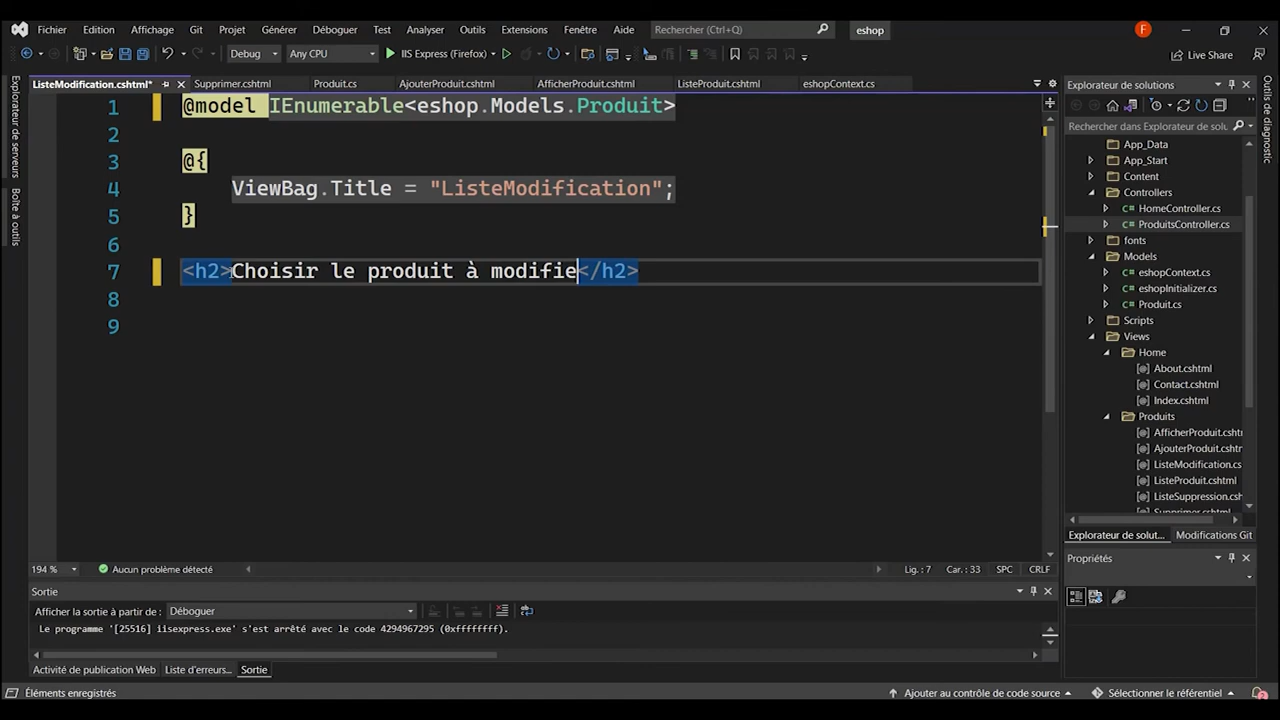 Fichier Edition Affichage Git Projet Générer Déboguer Test Analyser Outils Extensions Fenêtre Aide Rechercher (Ctrl+Q) eshop F
Debug Any CPU IIS Express (Firefox) Live Share
Explorateur de serveurs
Boîte à outils
ListeModification.cshtml* Supprimer.cshtml Produit.cs AjouterProduit.cshtml AfficherProduit.cshtml ListeProduit.cshtml eshopContext.cs
1 @model IEnumerable<eshop.Models.Produit>
2
3 @{
4 ViewBag.Title = "ListeModification";
5 }
6
7 <h2>Choisir le produit à modifie</h2>
8
9
194 % Aucun problème détecté Lig. : 7 Car. : 33 SPC CRLF
Sortie
Afficher la sortie à partir de : Déboguer
Le programme '[25516] iisexpress.exe' s'est arrêté avec le code 4294967295 (0xffffffff).
Activité de publication Web Liste d'erreurs... Sortie
Explorateur de solutions
Rechercher dans Explorateur de solu
App_Data
App_Start
Content
Controllers
HomeController.cs
ProduitsController.cs
fonts
Models
eshopContext.cs
eshopInitializer.cs
Produit.cs
Scripts
Views
Home
About.cshtml
Contact.cshtml
Index.cshtml
Produits
AfficherProduit.cshtm
AjouterProduit.cshtml
ListeModification.cs
ListeProduit.cshtml
ListeSuppression.csh
Supprimer.cshtml
Explorateur de solut... Modifications Git
Propriétés
Outils de diagnostic
Éléments enregistrés Ajouter au contrôle de code source Sélectionner le référentiel